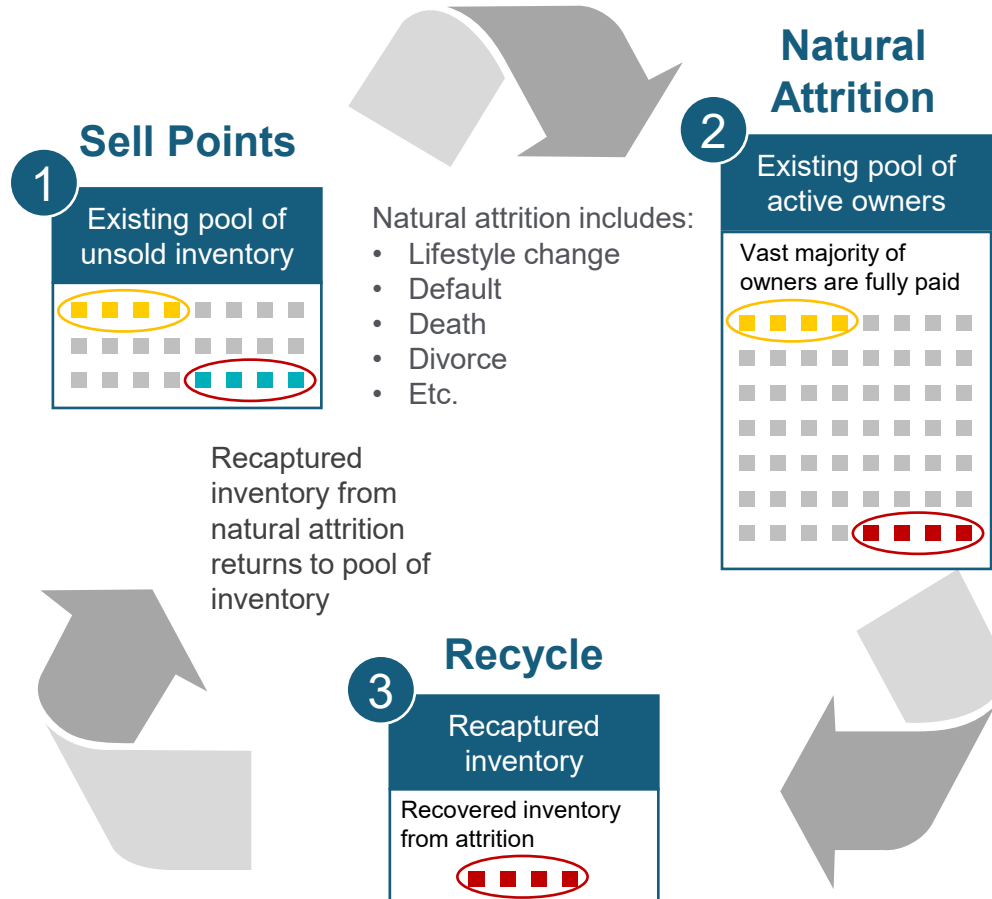 Sell Points
1
Existing pool of
unsold inventory
Natural attrition includes:
• Lifestyle change
• Default
• Death
• Divorce
• Etc.
Natural
Attrition
2
Existing pool of
active owners
Vast majority of
owners are fully paid
Recaptured
inventory from
natural attrition
returns to pool of
inventory
Recycle
3
Recaptured
inventory
Recovered inventory
from attrition